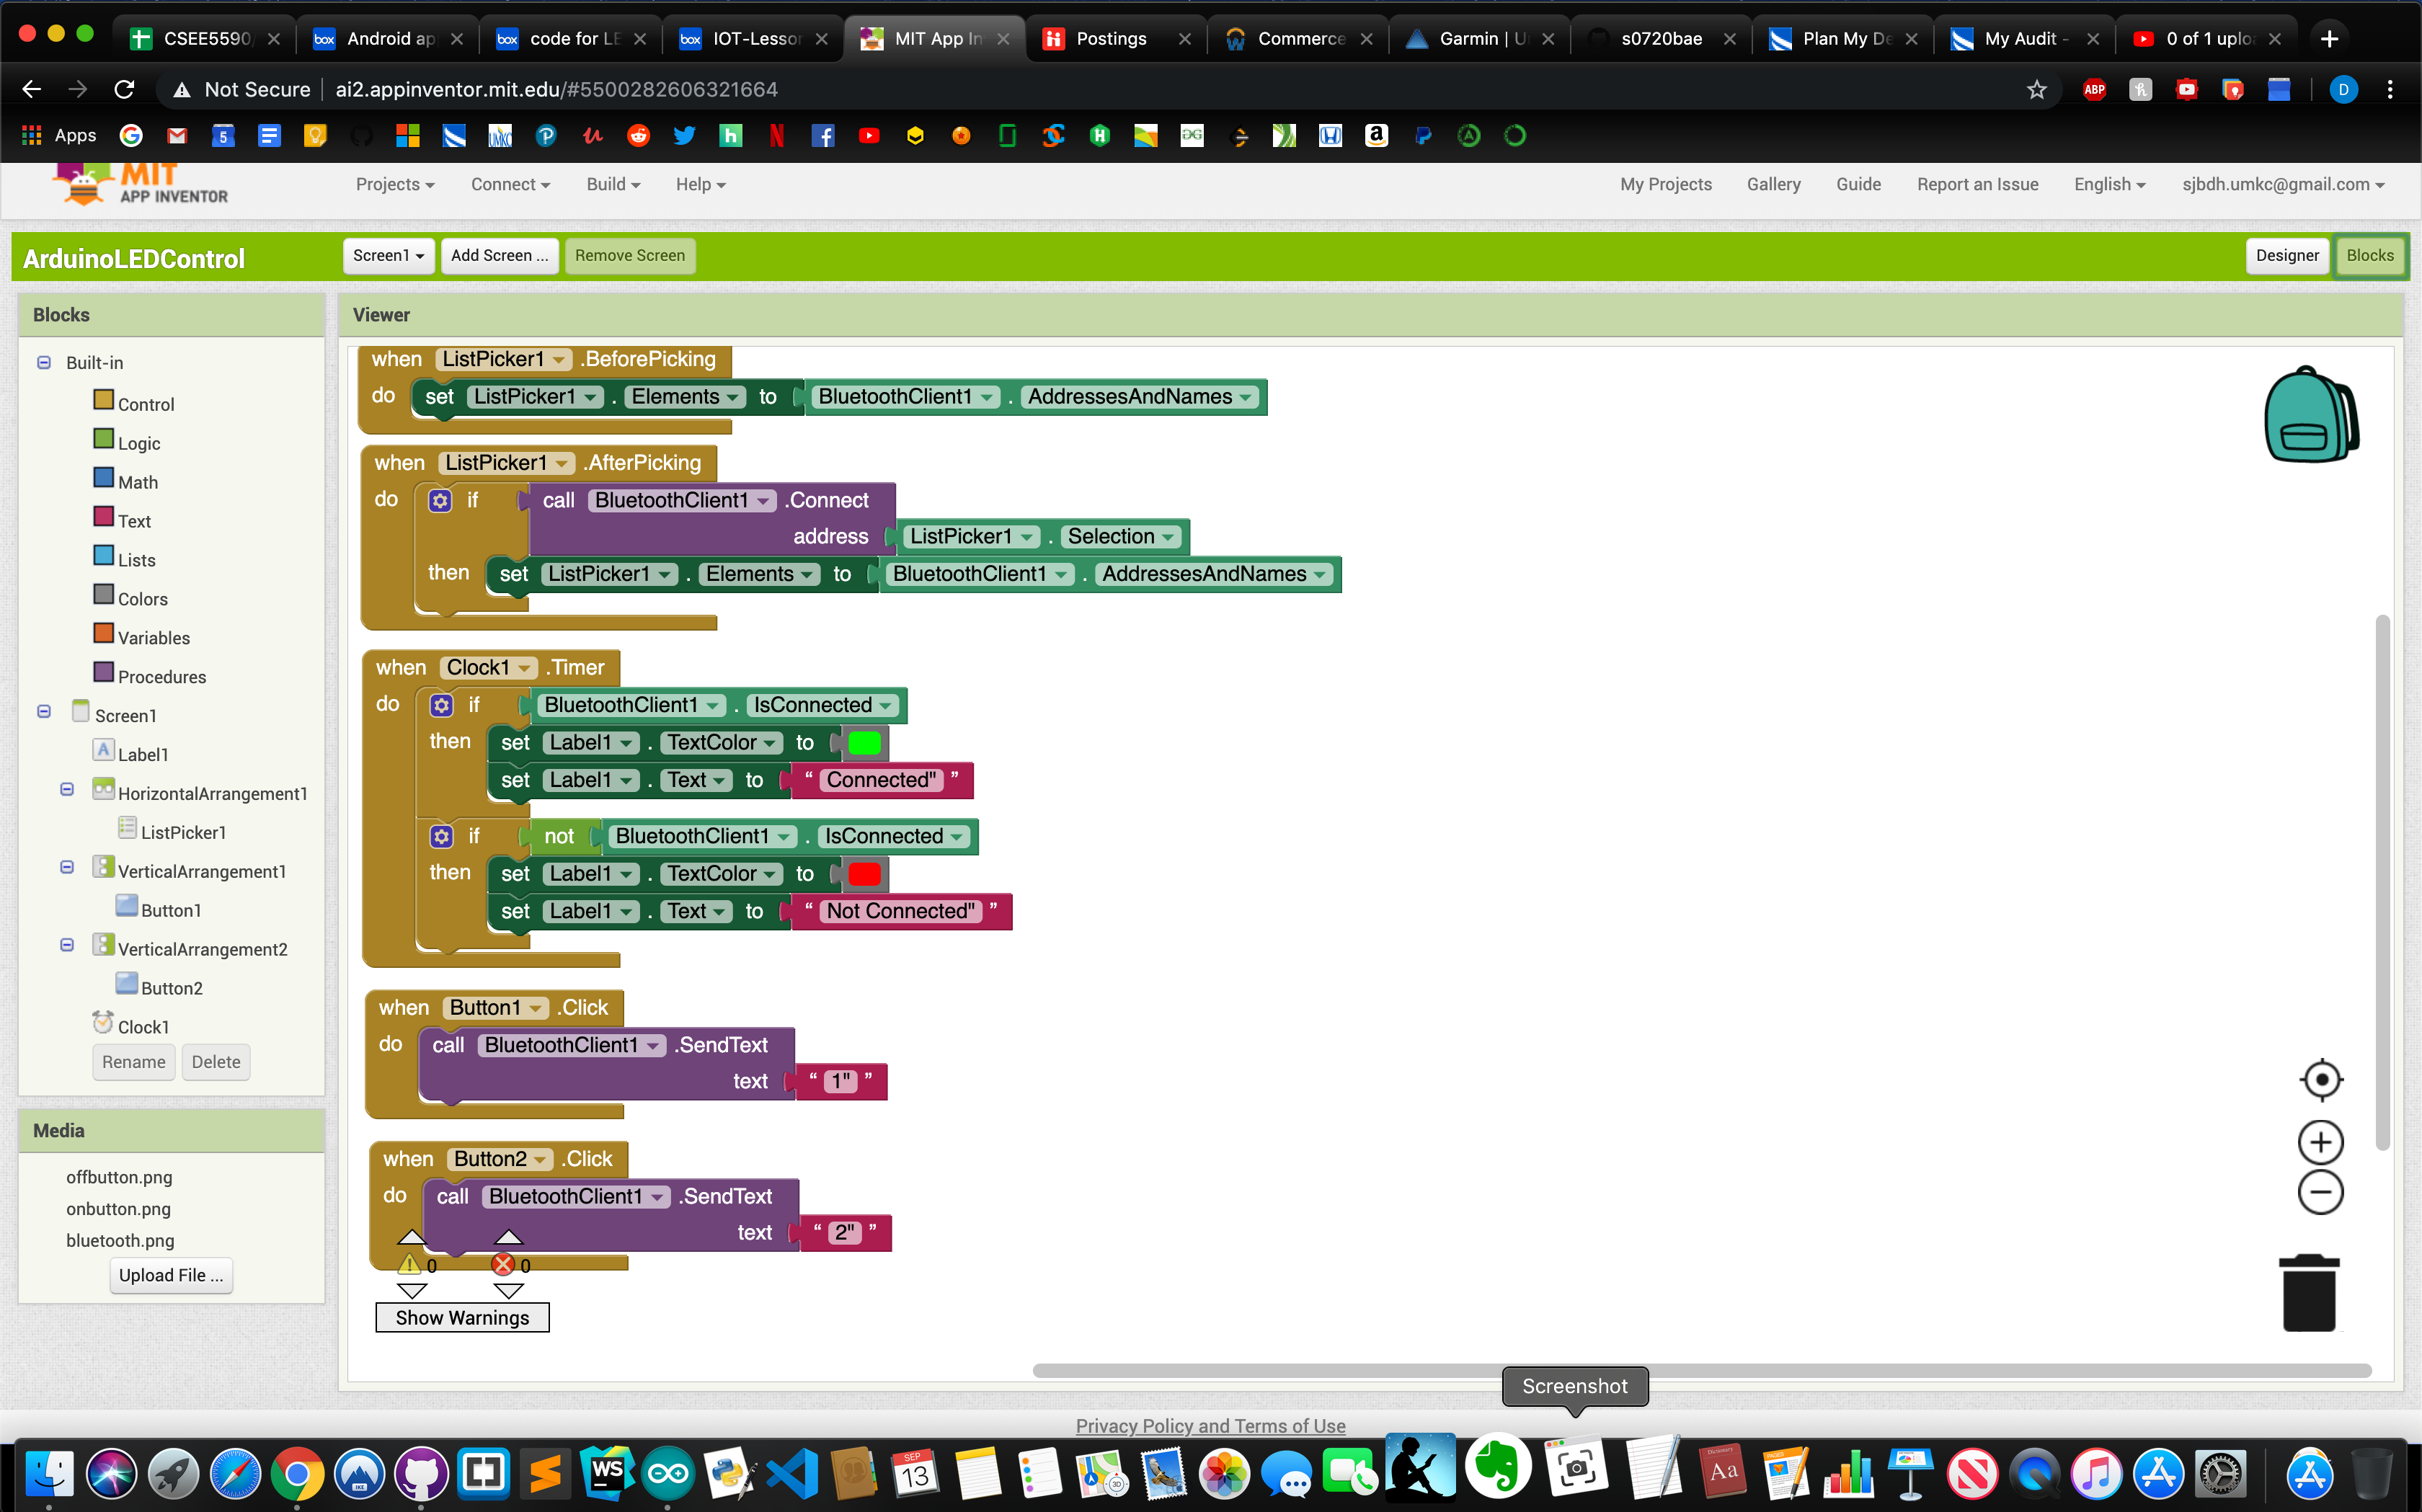 CSEE5590/
Android ap
code for LE
IOT-Lesson
MIT App In
Postings
Commerce
Garmin | U
s0720bae
Plan My De
My Audit -
0 of 1 uplo
Not Secure
ai2.appinventor.mit.edu/#5500282606321664
ABP
D
Apps
MIT
APP INVENTOR
Projects
Connect
Build
Help
My Projects
Gallery
Guide
Report an Issue
English
sjbdh.umkc@gmail.com
ArduinoLEDControl
Screen1
Add Screen ...
Remove Screen
Designer
Blocks
Blocks
Built-in
Control
Logic
Math
Text
Lists
Colors
Variables
Procedures
Screen1
Label1
HorizontalArrangement1
ListPicker1
VerticalArrangement1
Button1
VerticalArrangement2
Button2
Clock1
Rename
Delete
Media
offbutton.png
onbutton.png
bluetooth.png
Upload File ...
Viewer
when ListPicker1 .BeforePicking
do set ListPicker1 . Elements to BluetoothClient1 . AddressesAndNames
when ListPicker1 .AfterPicking
do if call BluetoothClient1 .Connect
address ListPicker1 . Selection
then set ListPicker1 . Elements to BluetoothClient1 . AddressesAndNames
when Clock1 .Timer
do if BluetoothClient1 . IsConnected
then set Label1 . TextColor to
set Label1 . Text to “ Connected" ”
if not BluetoothClient1 . IsConnected
then set Label1 . TextColor to
set Label1 . Text to “ Not Connected" ”
when Button1 .Click
do call BluetoothClient1 .SendText
text “ 1" ”
when Button2 .Click
do call BluetoothClient1 .SendText
text “ 2" ”
0 0
Show Warnings
Screenshot
Privacy Policy and Terms of Use
WS
SEP
13
Aa